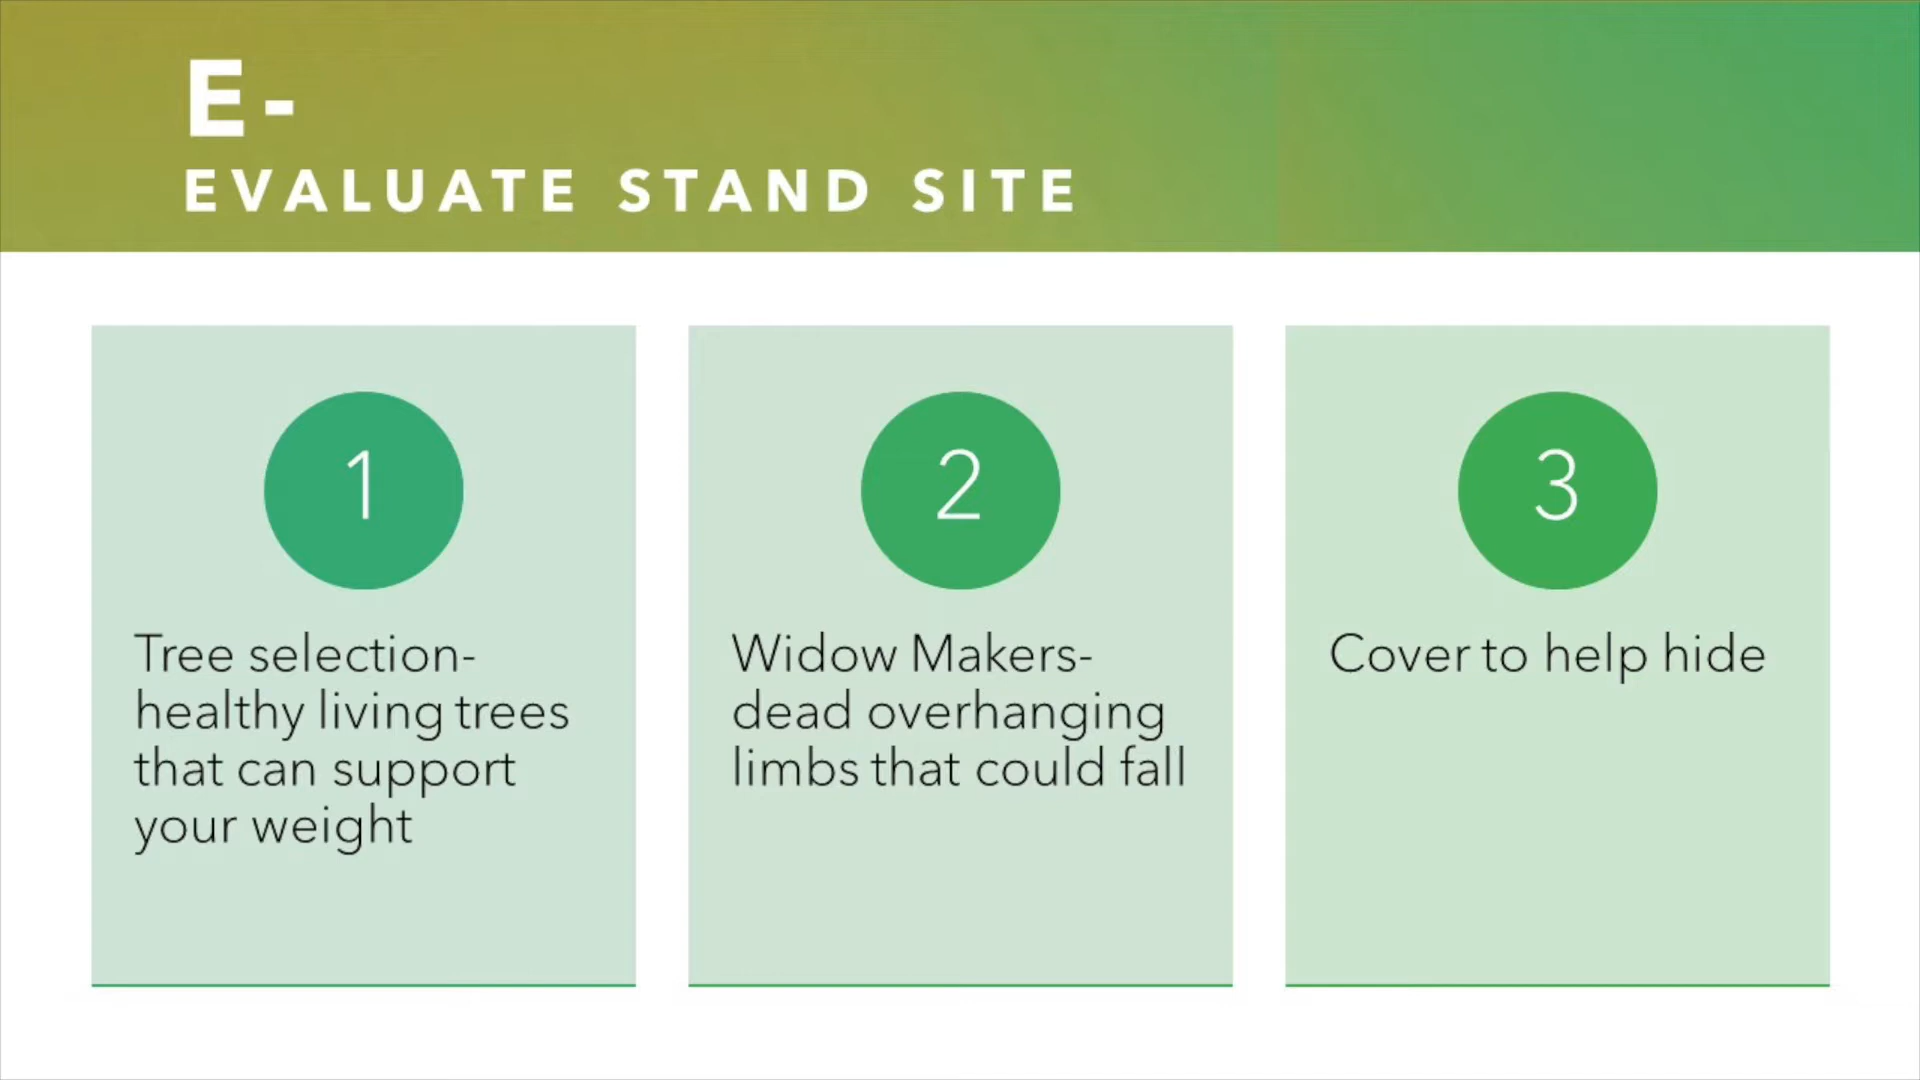 E-
EVALUATE STAND SITE
1
Tree selection-
healthy living trees
that can support
your weight
2
Widow Makers-
dead overhanging
limbs that could fall
3
Cover to help hide